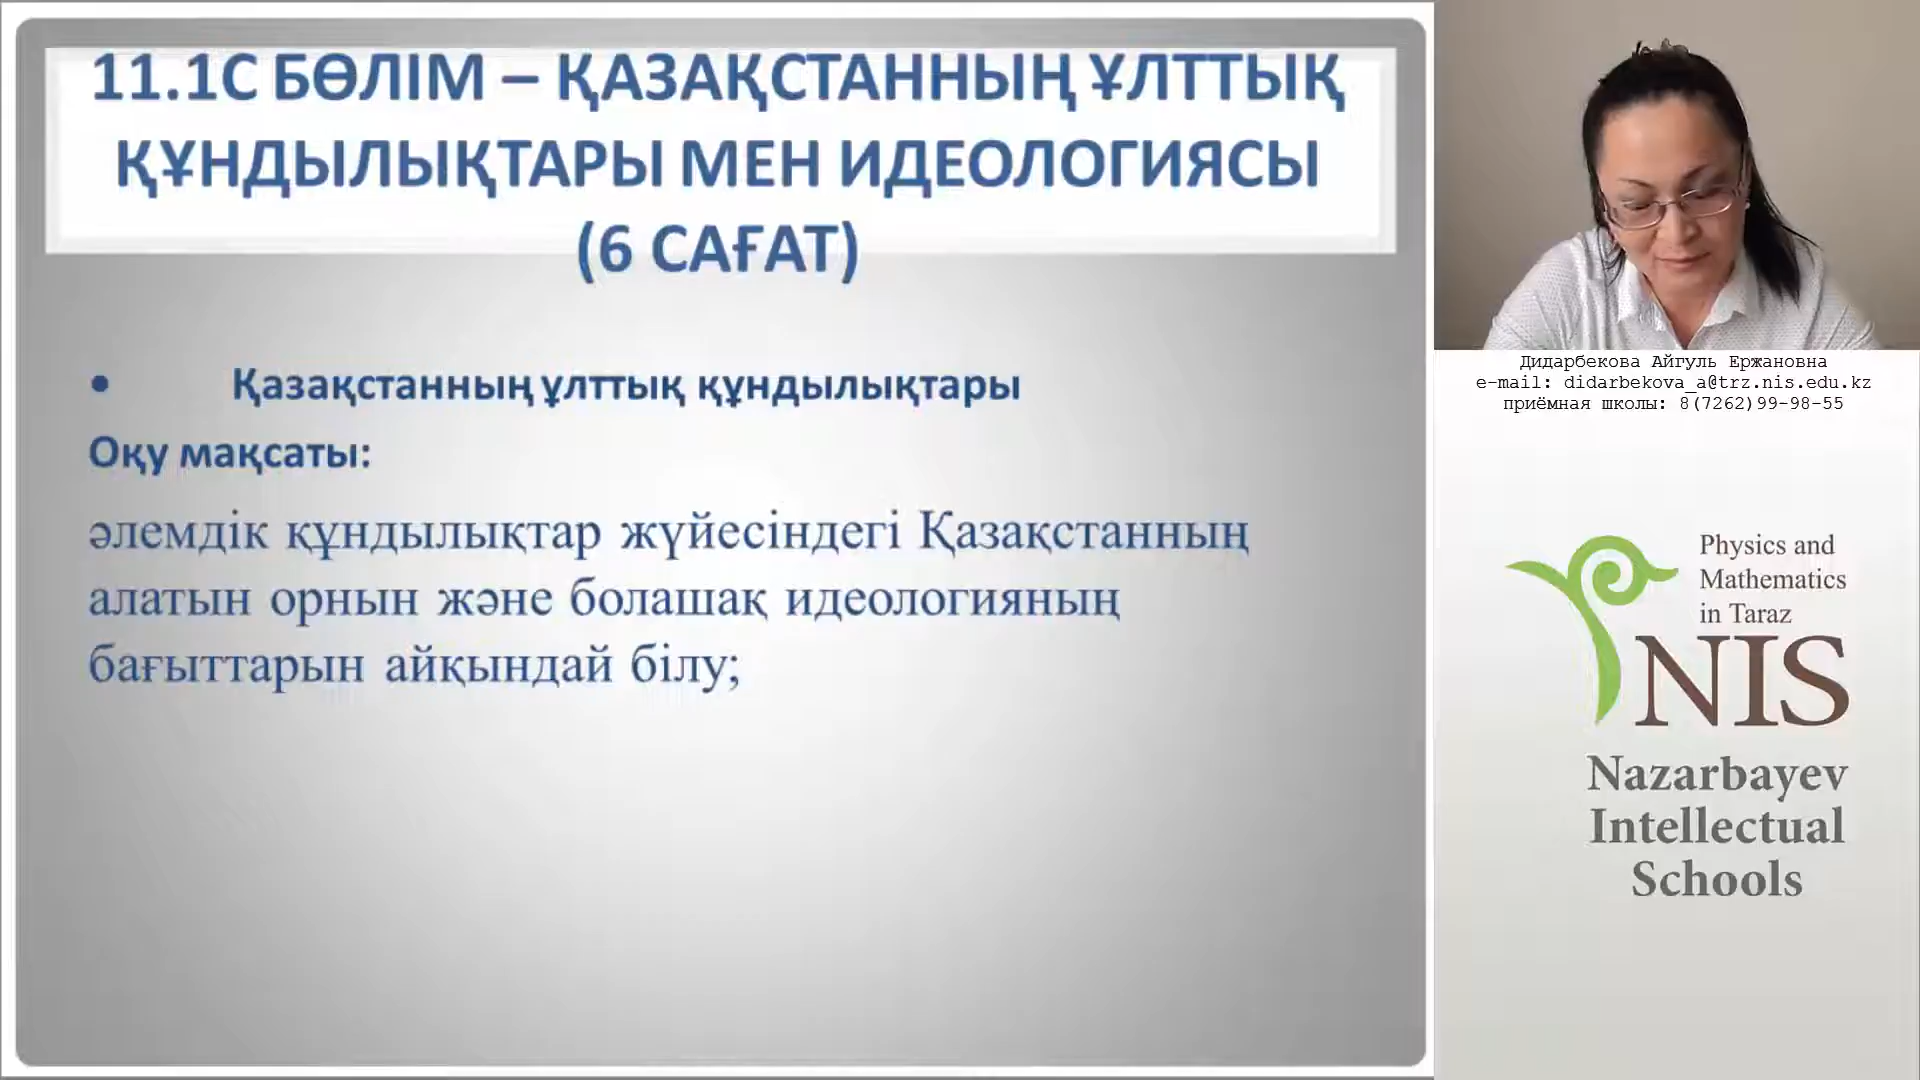 11.1С БӨЛІМ – ҚАЗАҚСТАННЫҢ ҰЛТТЫҚ
ҚҰНДЫЛЫҚТАРЫ МЕН ИДЕОЛОГИЯСЫ
(6 САҒАТ)
• Қазақстанның ұлттық құндылықтары
Оқу мақсаты:
әлемдік құндылықтар жүйесіндегі Қазақстанның
алатын орнын және болашақ идеологияның
бағыттарын айқындай білу;
Дидарбекова Айгуль Ержановна
e-mail: didarbekova_a@trz.nis.edu.kz
приёмная школы: 8(7262)99-98-55
Physics and
Mathematics
in Taraz
NIS
Nazarbayev
Intellectual
Schools